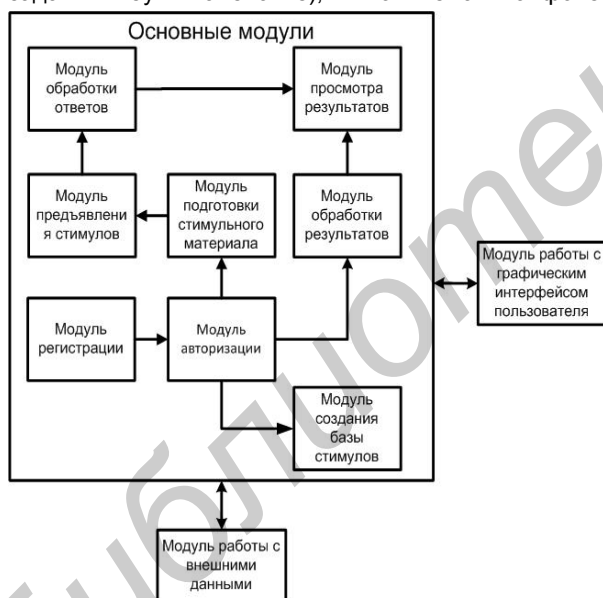 Основные модули
Модуль
обработки
ответов
Модуль
просмотра
результатов
Модуль
предъявлени
я стимулов
Модуль
подготовки
стимульного
материала
Модуль
обработки
результатов
Модуль работы с
графическим
интерфейсом
пользователя
Модуль
регистрации
Модуль
авторизации
Модуль
создания
базы
стимулов
Модуль работы с
внешними
данными